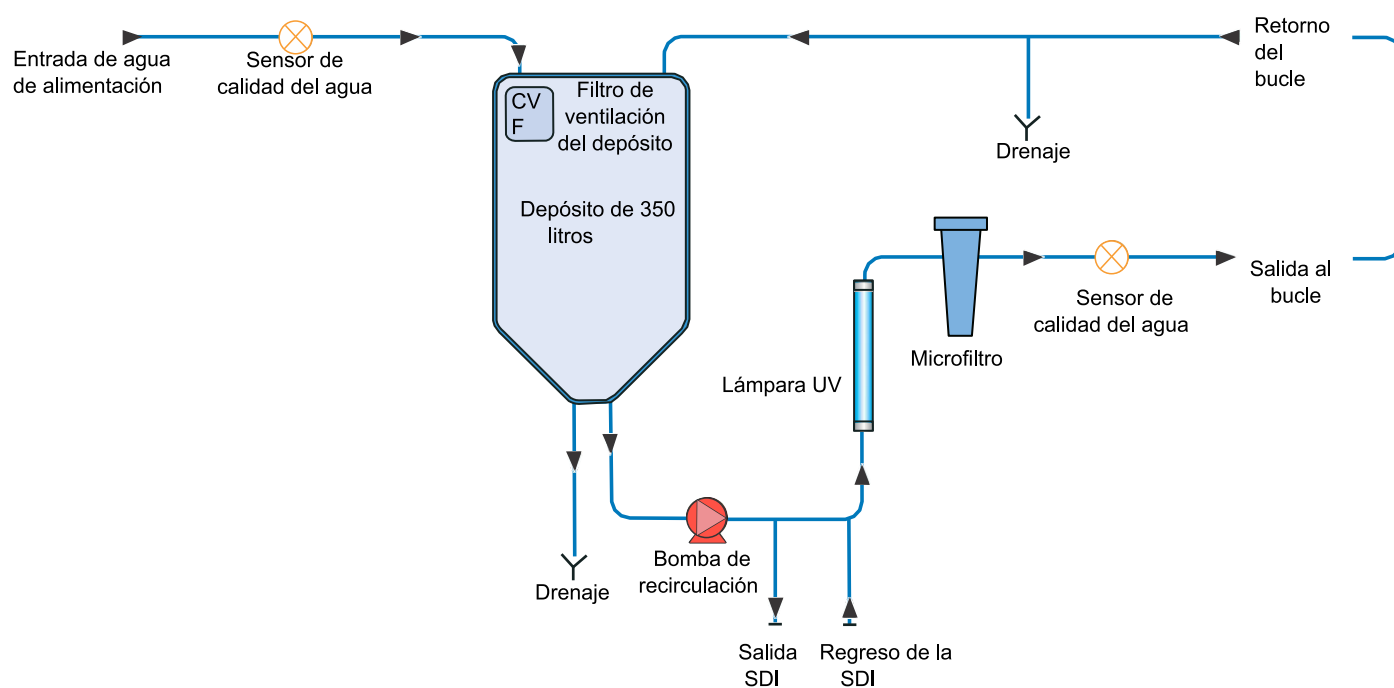 Entrada de agua
de alimentación
Sensor de
calidad del agua
CV
F
Filtro de
ventilación
del depósito
Depósito de 350
litros
Retorno
del
bucle
Drenaje
Salida al
bucle
Sensor de
calidad del agua
Microfiltro
Lámpara UV
Bomba de
recirculación
Drenaje
Salida
SDI
Regreso de la
SDI